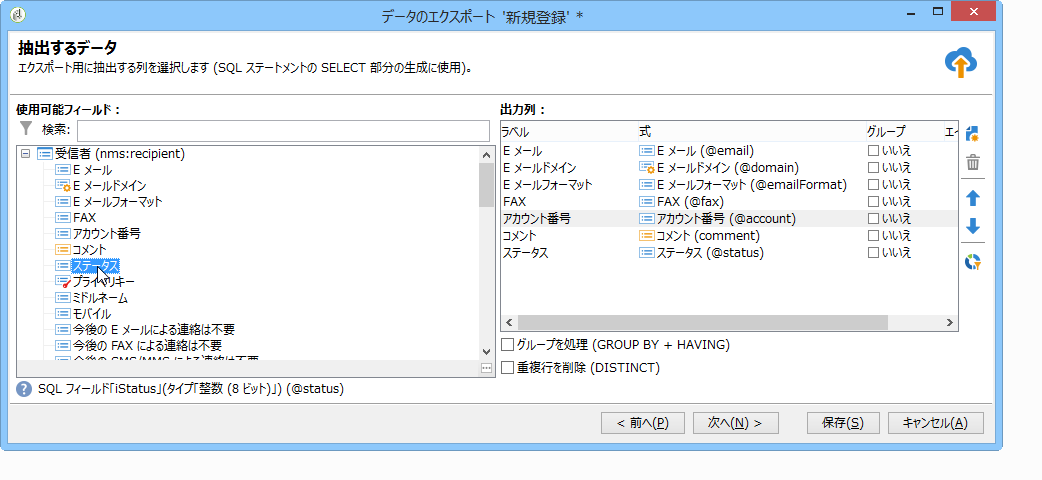 データのエクスポート '新規登録' *
抽出するデータ
エクスポート用に抽出する列を選択します (SQL ステートメントの SELECT 部分の生成に使用)。
使用可能フィールド：
検索:
受信者 (nms:recipient)
E メール
E メールドメイン
E メールフォーマット
FAX
アカウント番号
コメント
ステータス
プライマリキー
ミドルネーム
モバイル
今後の E メールによる連絡は不要
今後の FAX による連絡は不要
今後の SMS/MMS による連絡は不要
SQL フィールド「iStatus」(タイプ「整数 (8 ビット)」) (@status)
出力列：
ラベル 式 グループ エイ
E メール E メール (@email) いいえ
E メールドメイン E メールドメイン (@domain) いいえ
E メールフォーマット E メールフォーマット (@emailFormat) いいえ
FAX FAX (@fax) いいえ
アカウント番号 アカウント番号 (@account) いいえ
コメント コメント (comment) いいえ
ステータス ステータス (@status) いいえ
グループを処理 (GROUP BY + HAVING)
重複行を削除 (DISTINCT)
< 前へ(P) 次へ(N) > 保存(S) キャンセル(A)